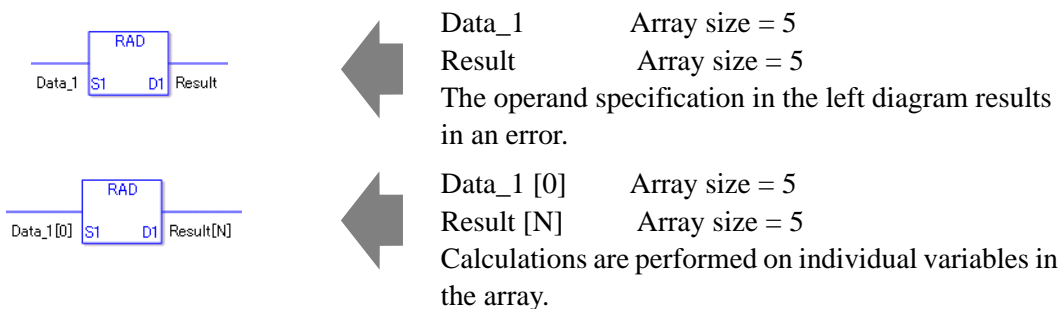 RAD
Data_1 S1 D1 Result
Data_1 Array size = 5
Result Array size = 5
The operand specification in the left diagram results
in an error.
RAD
Data_1[0] S1 D1 Result[N]
Data_1 [0] Array size = 5
Result [N] Array size = 5
Calculations are performed on individual variables in
the array.